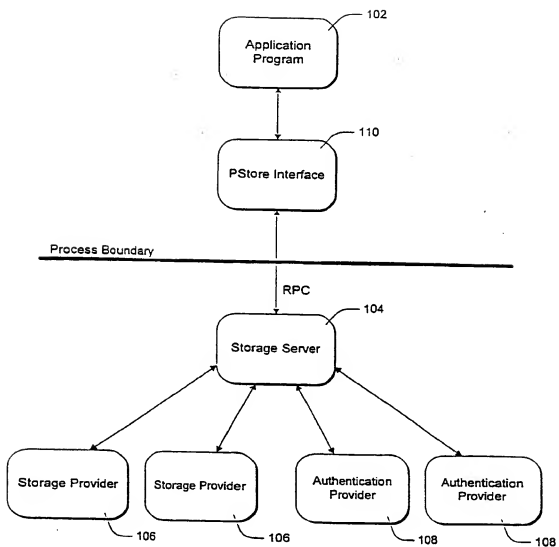 102
Application
Program
110
PStore Interface
Process Boundary
RPC
104
Storage Server
Storage Provider
Storage Provider
Authentication
Provider
Authentication
Provider
106
106
108
108